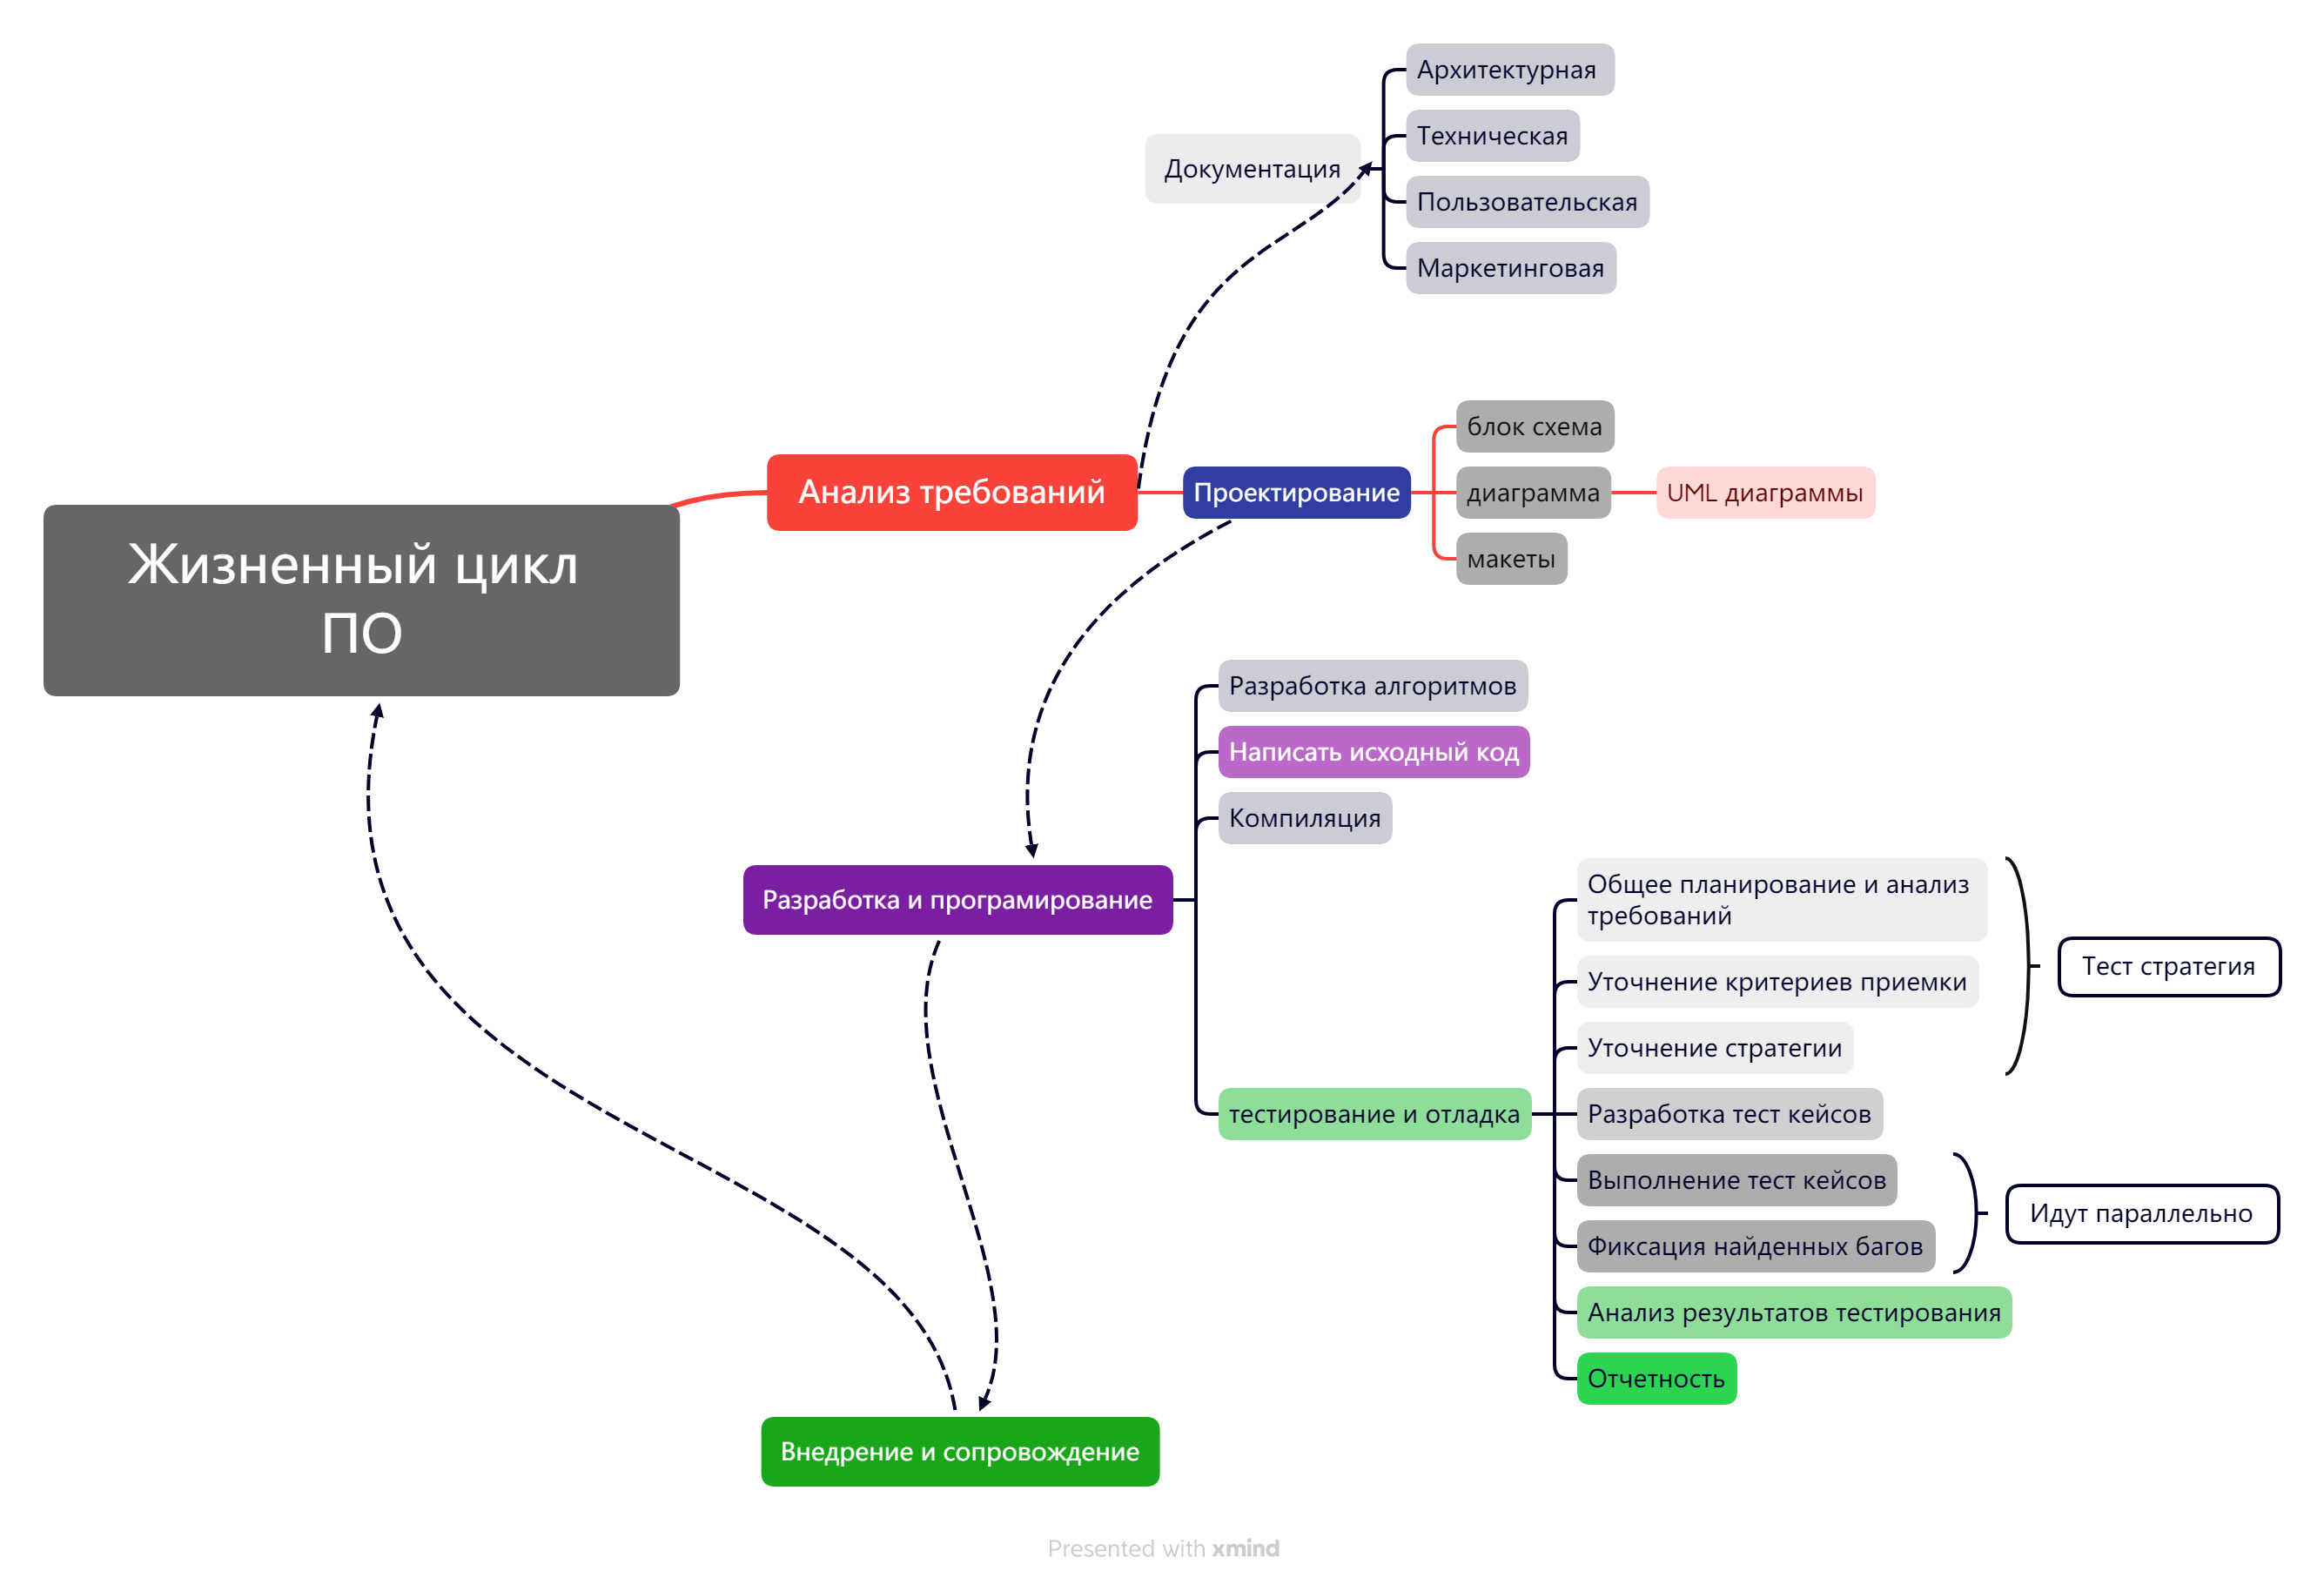 Архитектурная
Техническая
Документация
Пользовательская
Маркетинговая
блок схема
Анализ требований
Проектирование
диаграмма
UML диаграммы
макеты
Жизненный цикл
ПО
Разработка алгоритмов
Написать исходный код
Компиляция
Разработка и програмирование
Общее планирование и анализ
требований
Уточнение критериев приемки
Тест стратегия
Уточнение стратегии
тестирование и отладка
Разработка тест кейсов
Выполнение тест кейсов
Идут параллельно
Фиксация найденных багов
Анализ результатов тестирования
Отчетность
Внедрение и сопровождение
Presented with xmind